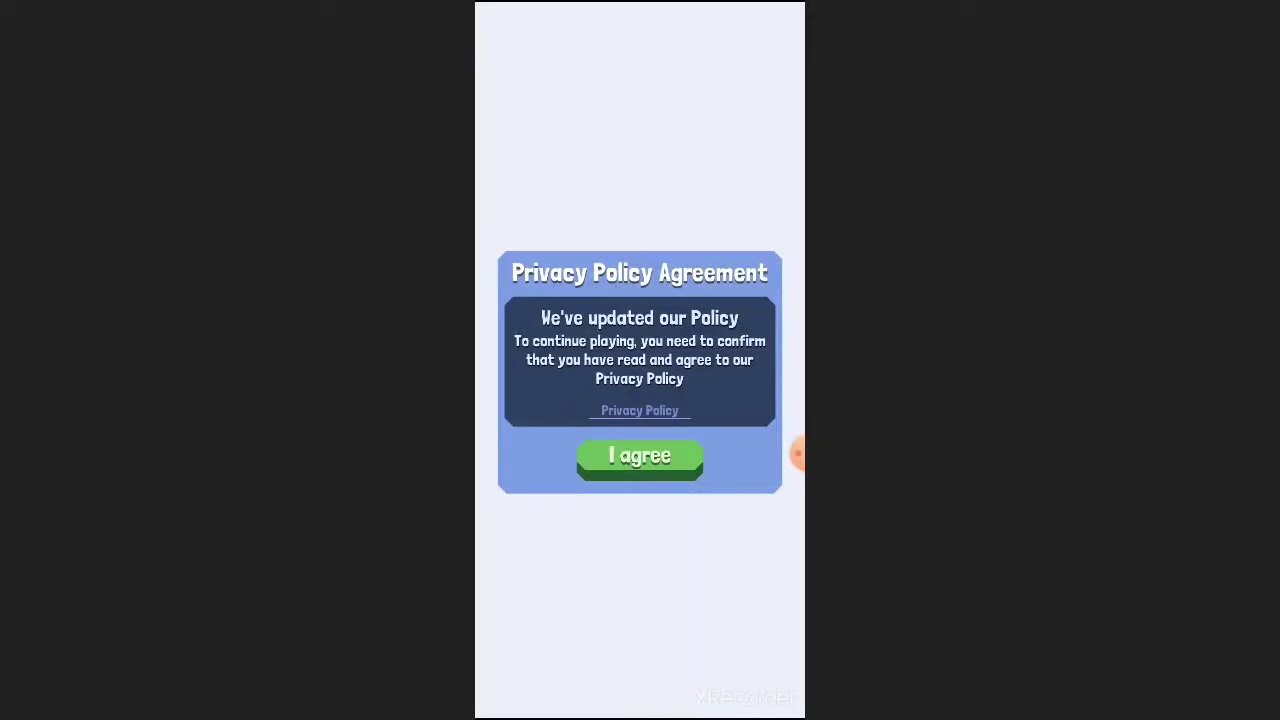 Privacy Policy Agreement
We've updated our Policy
To continue playing, you need to confirm
that you have read and agree to our
Privacy Policy
Privacy Policy
I agree
XRecorder